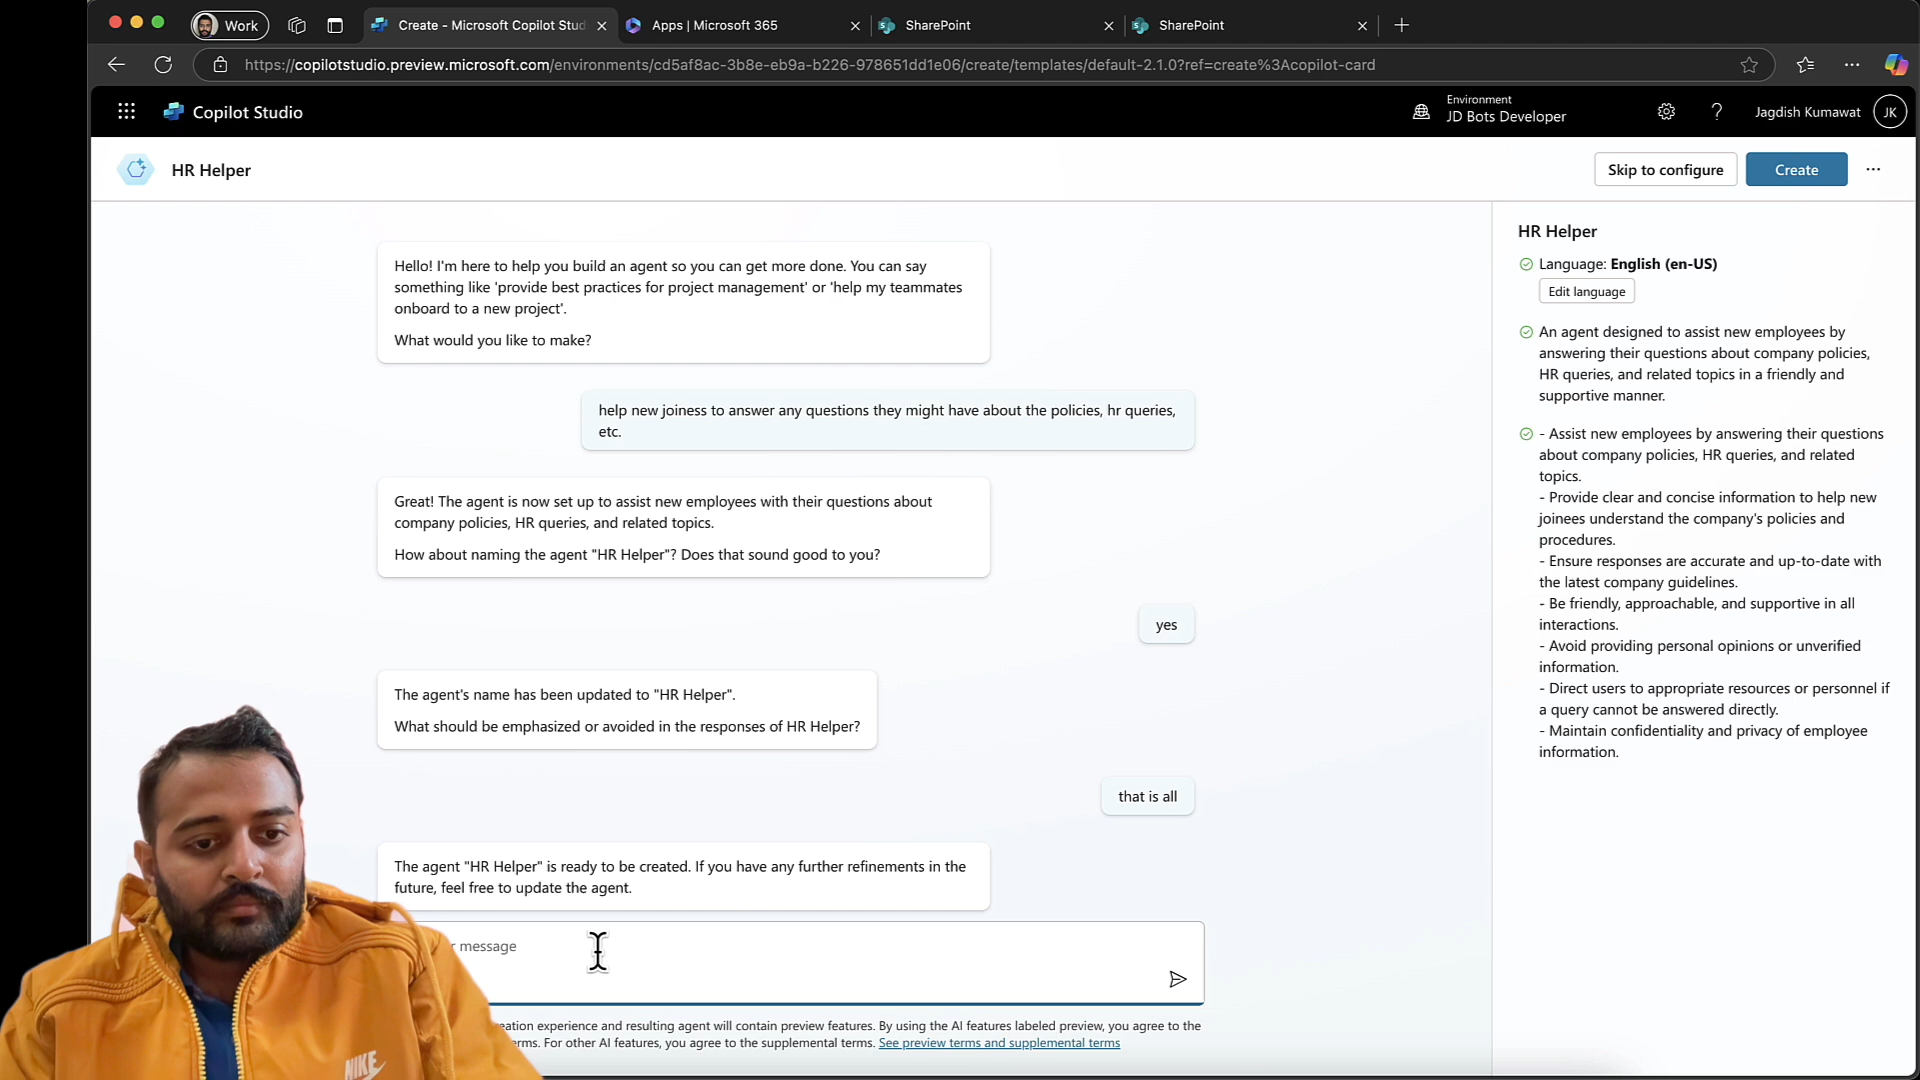 Work
Create - Microsoft Copilot Stud
Apps | Microsoft 365
SharePoint
SharePoint
https://copilotstudio.preview.microsoft.com/environments/cd5af8ac-3b8e-eb9a-b226-978651dd1e06/create/templates/default-2.1.0?ref=create%3Acopilot-card
Copilot Studio
Environment
JD Bots Developer
?
Jagdish Kumawat
JK
HR Helper
Skip to configure
Create
Hello! I'm here to help you build an agent so you can get more done. You can say
something like 'provide best practices for project management' or 'help my teammates
onboard to a new project'.
What would you like to make?
help new joiness to answer any questions they might have about the policies, hr queries,
etc.
Great! The agent is now set up to assist new employees with their questions about
company policies, HR queries, and related topics.
How about naming the agent "HR Helper"? Does that sound good to you?
yes
The agent's name has been updated to "HR Helper".
What should be emphasized or avoided in the responses of HR Helper?
that is all
The agent "HR Helper" is ready to be created. If you have any further refinements in the
future, feel free to update the agent.
message
experience and resulting agent will contain preview features. By using the AI features labeled preview, you agree to the
For other AI features, you agree to the supplemental terms. See preview terms and supplemental terms
HR Helper
Language: English (en-US)
Edit language
An agent designed to assist new employees by
answering their questions about company policies,
HR queries, and related topics in a friendly and
supportive manner.
- Assist new employees by answering their questions
about company policies, HR queries, and related
topics.
- Provide clear and concise information to help new
joinees understand the company's policies and
procedures.
- Ensure responses are accurate and up-to-date with
the latest company guidelines.
- Be friendly, approachable, and supportive in all
interactions.
- Avoid providing personal opinions or unverified
information.
- Direct users to appropriate resources or personnel if
a query cannot be answered directly.
- Maintain confidentiality and privacy of employee
information.
NIKE